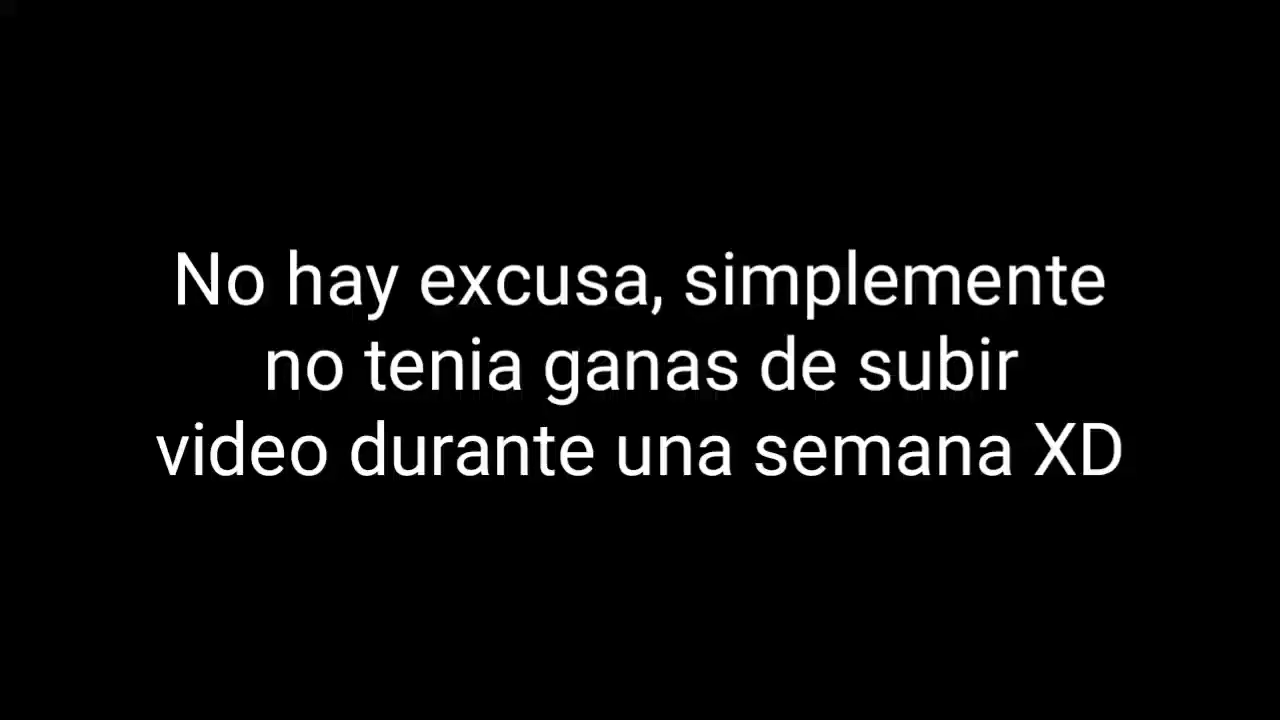 No hay excusa, simplemente
no tenia ganas de subir
video durante una semana XD